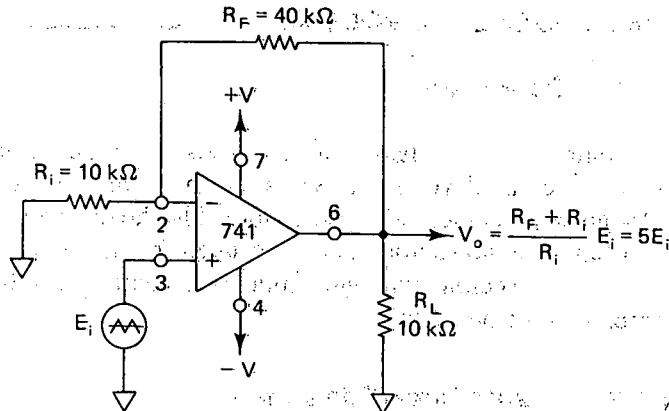 R_F = 40 kΩ
+V
7
R_i = 10 kΩ
2
−
741
6
V_o = (R_F + R_i) / R_i E_i = 5E_i
3
+
4
E_i
R_L
10 kΩ
− V